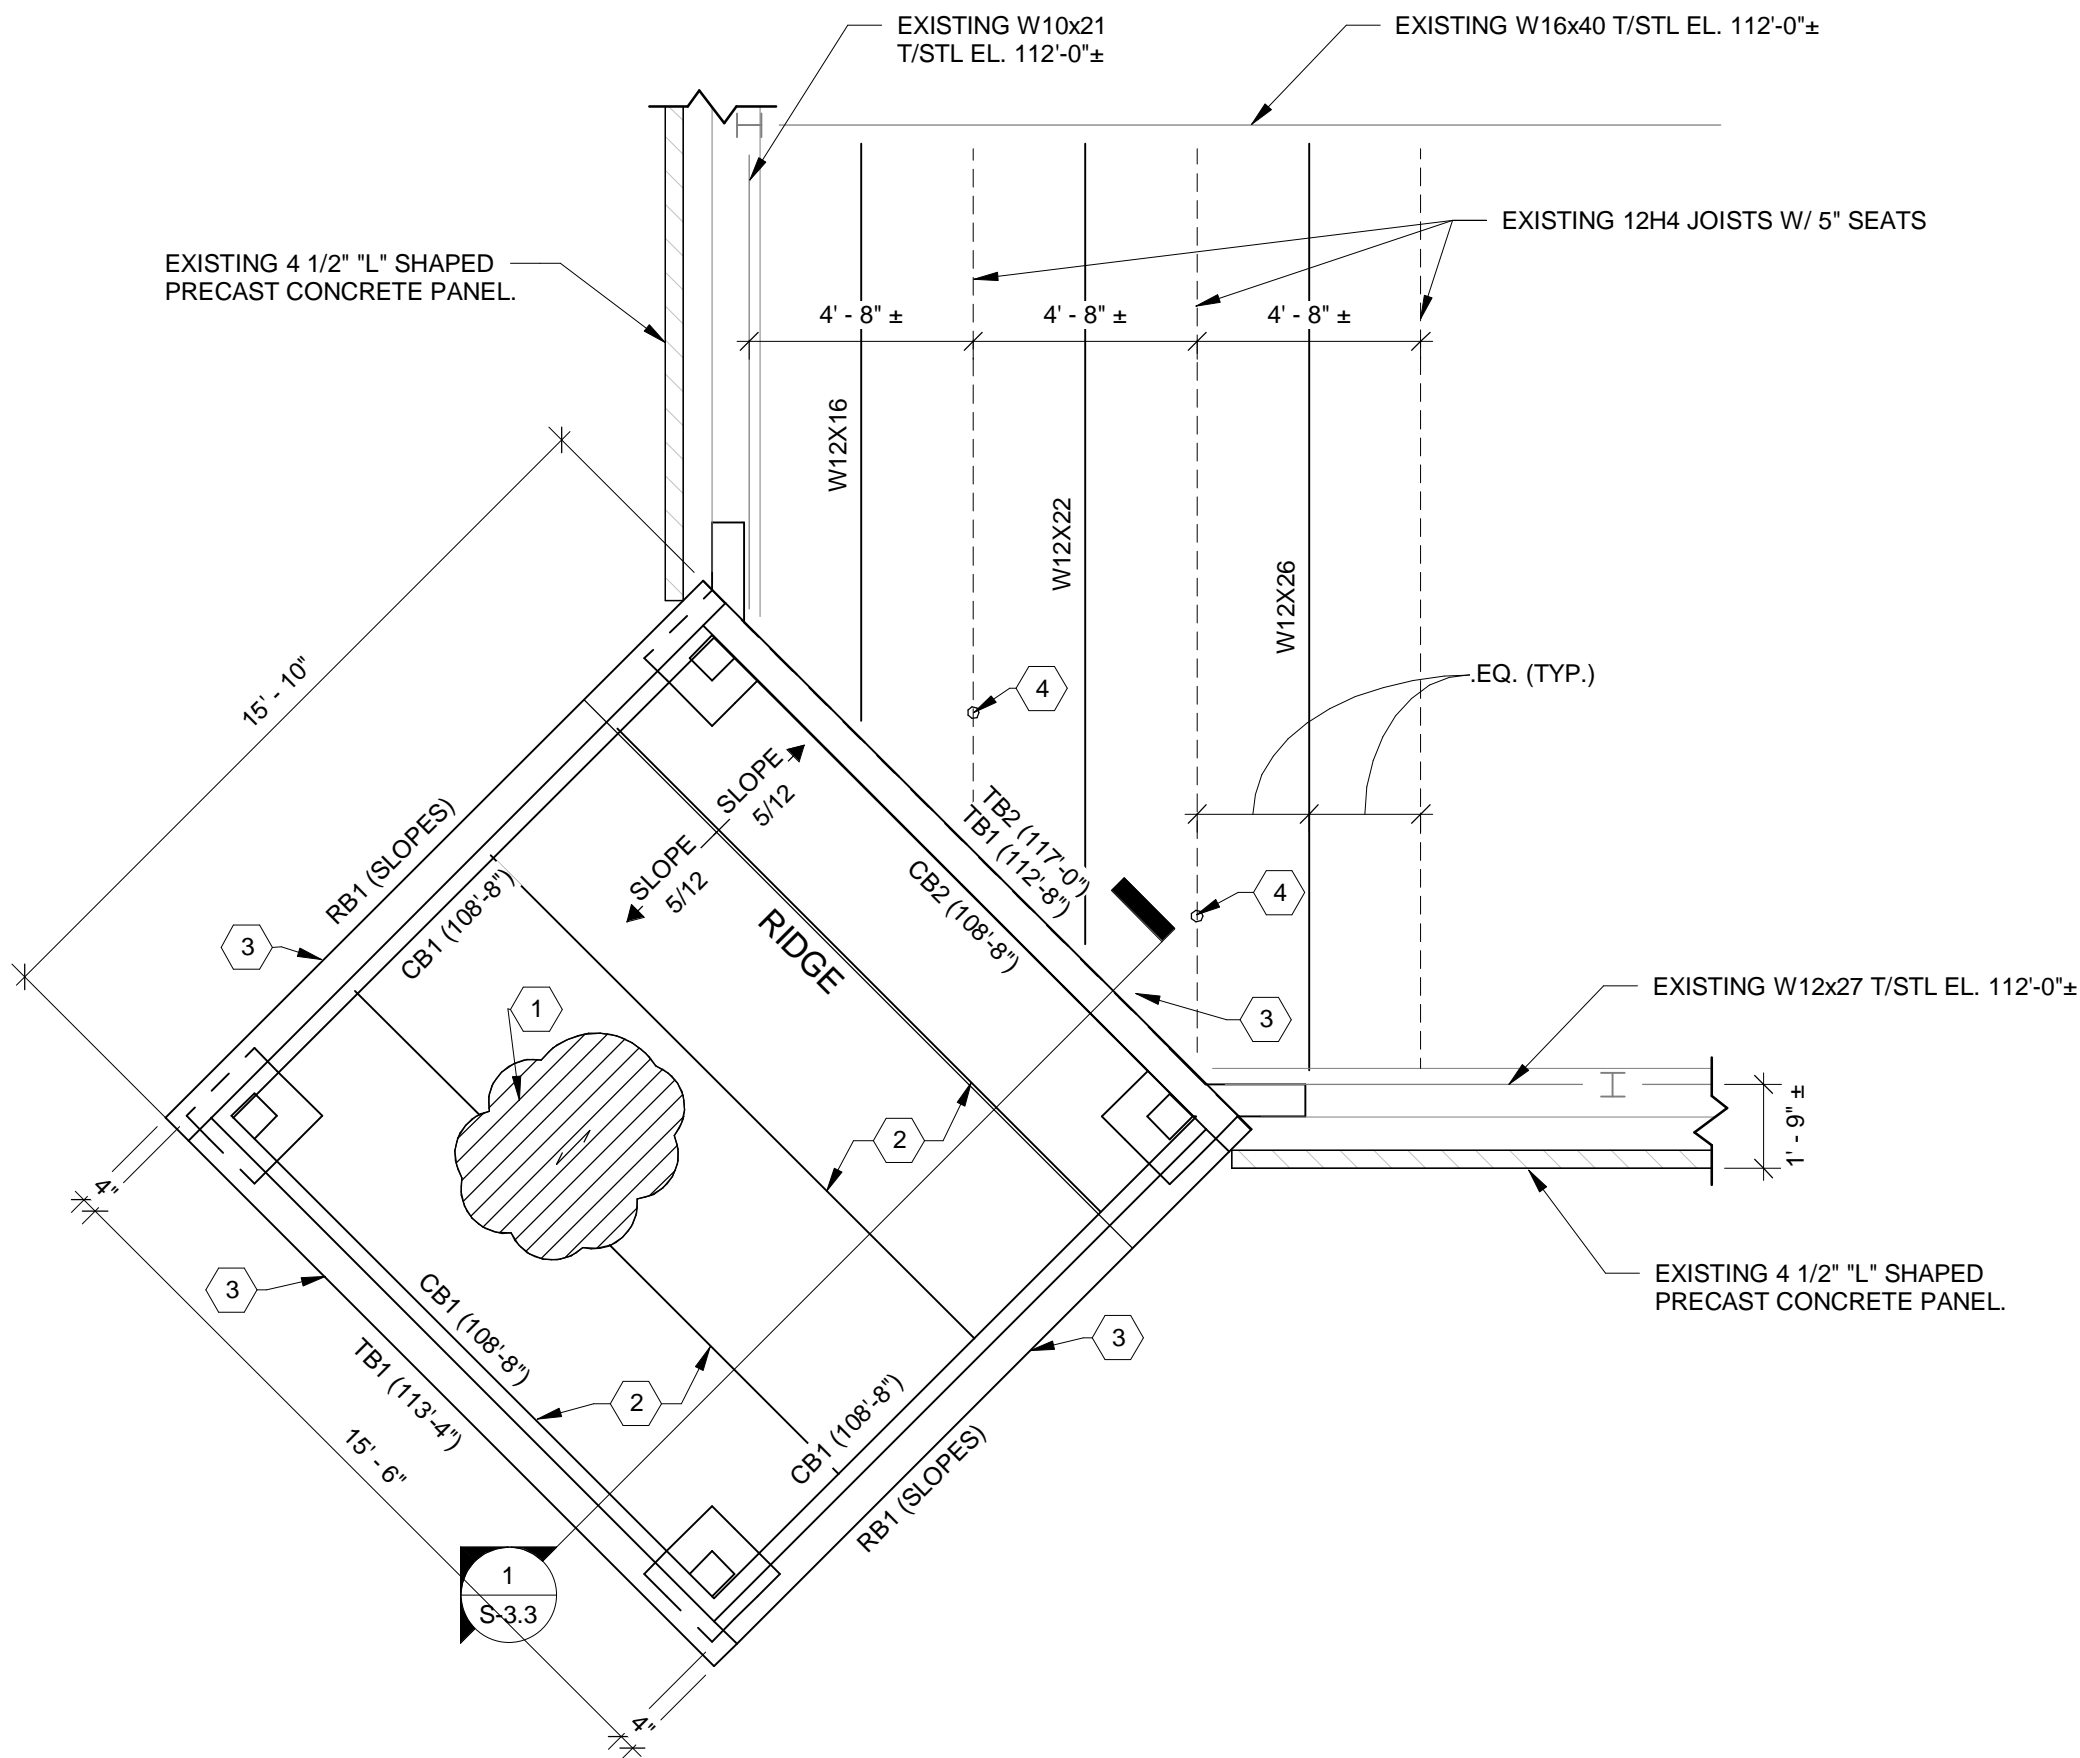 EXISTING W10x21
T/STL EL. 112'-0"±
EXISTING W16x40 T/STL EL. 112'-0"±
EXISTING 12H4 JOISTS W/ 5" SEATS
EXISTING 4 1/2" "L" SHAPED
PRECAST CONCRETE PANEL.
4' - 8" ±
4' - 8" ±
4' - 8" ±
W12X16
W12X22
W12X26
.EQ. (TYP.)
4
15' - 10"
SLOPE
5/12
SLOPE
5/12
TB2 (117'-0")
TB1 (112'-8")
RB1 (SLOPES)
CB1 (108'-8")
CB2 (108'-8")
4
RIDGE
3
1
3
EXISTING W12x27 T/STL EL. 112'-0"±
2
1' - 9" ±
4"
3
CB1 (108'-8")
EXISTING 4 1/2" "L" SHAPED
PRECAST CONCRETE PANEL.
3
TB1 (113'-4")
2
CB1 (108'-8")
15' - 6"
RB1 (SLOPES)
1
S-3.3
4"